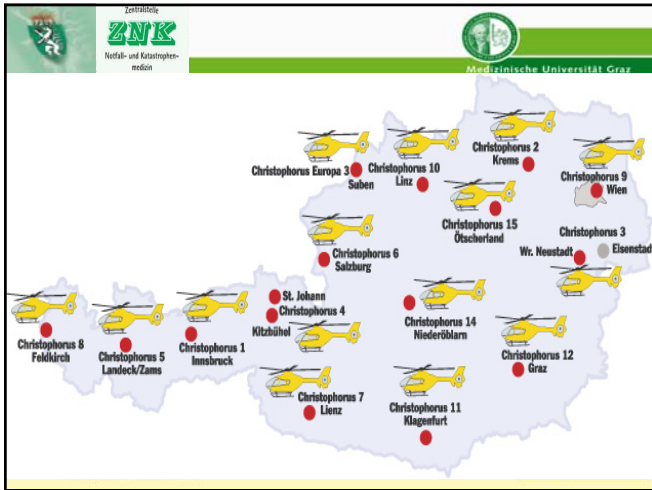 Zentralstelle
ZNK
Notfall- und Katastrophen-
medizin
Medizinische Universität Graz
Christophorus Europa 3
Suben
Christophorus 10
Linz
Christophorus 2
Krems
Christophorus 9
Wien
Christophorus 15
Ötscherland
Christophorus 3
Wr. Neustadt
Eisenstadt
Christophorus 6
Salzburg
St. Johann
Christophorus 4
Kitzbühel
Christophorus 14
Niederöblarn
Christophorus 8
Feldkirch
Christophorus 5
Landeck/Zams
Christophorus 1
Innsbruck
Christophorus 12
Graz
Christophorus 7
Lienz
Christophorus 11
Klagenfurt